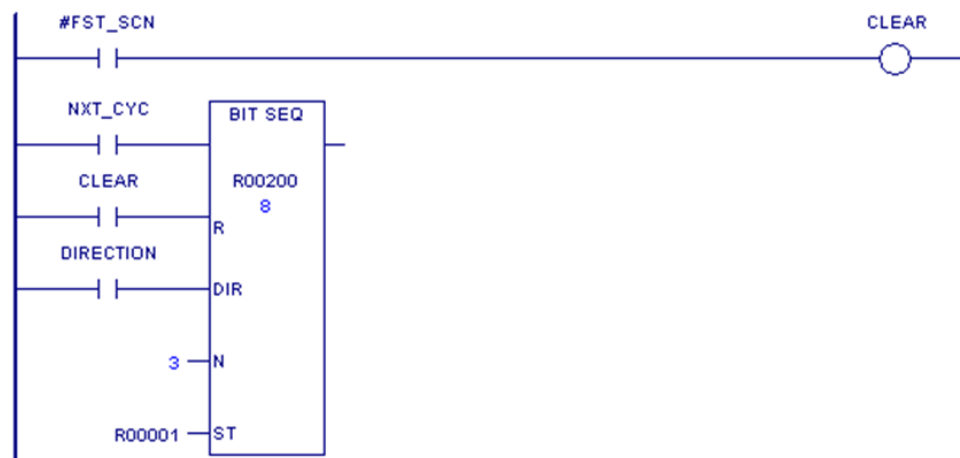 #FST_SCN CLEAR
NXT_CYC BIT SEQ
CLEAR R00200
8
R
DIRECTION
DIR
3 N
R00001 ST